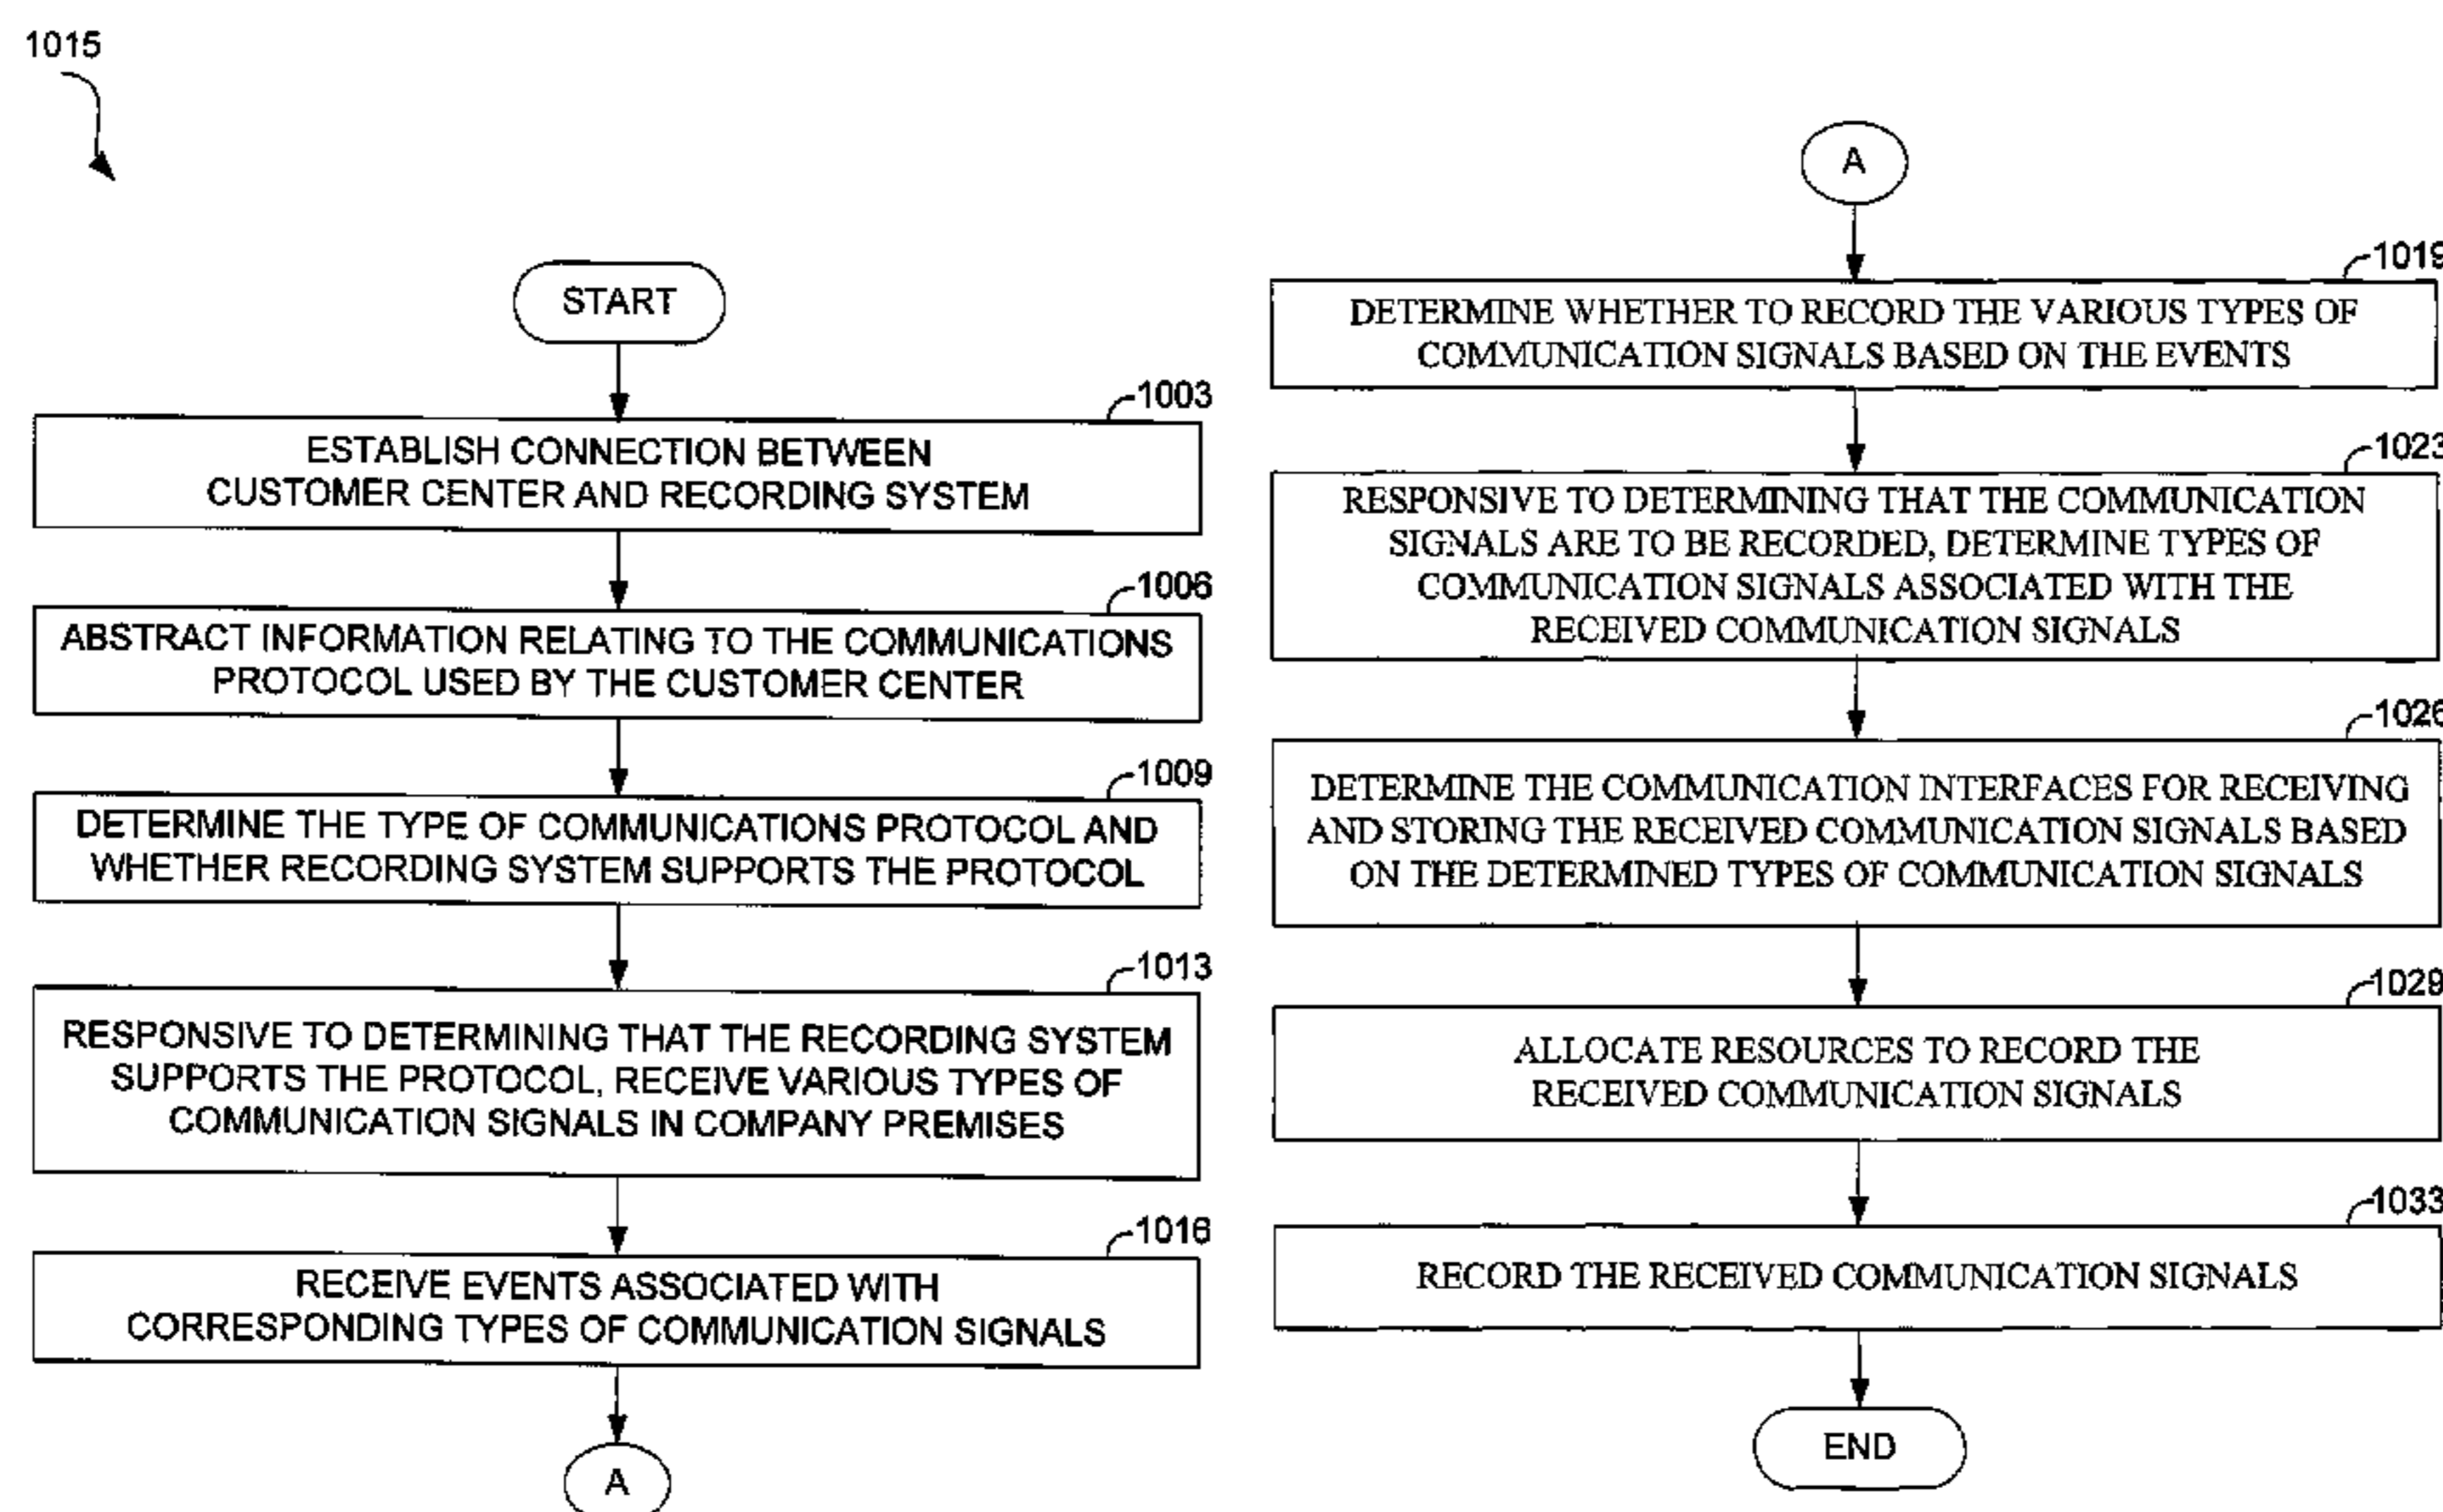 1015
START
1003
ESTABLISH CONNECTION BETWEEN
CUSTOMER CENTER AND RECORDING SYSTEM
1006
ABSTRACT INFORMATION RELATING TO THE COMMUNICATIONS
PROTOCOL USED BY THE CUSTOMER CENTER
1009
DETERMINE THE TYPE OF COMMUNICATIONS PROTOCOL AND
WHETHER RECORDING SYSTEM SUPPORTS THE PROTOCOL
1013
RESPONSIVE TO DETERMINING THAT THE RECORDING SYSTEM
SUPPORTS THE PROTOCOL, RECEIVE VARIOUS TYPES OF
COMMUNICATION SIGNALS IN COMPANY PREMISES
1016
RECEIVE EVENTS ASSOCIATED WITH
CORRESPONDING TYPES OF COMMUNICATION SIGNALS
A
A
1019
DETERMINE WHETHER TO RECORD THE VARIOUS TYPES OF
COMMUNICATION SIGNALS BASED ON THE EVENTS
1023
RESPONSIVE TO DETERMINING THAT THE COMMUNICATION
SIGNALS ARE TO BE RECORDED, DETERMINE TYPES OF
COMMUNICATION SIGNALS ASSOCIATED WITH THE
RECEIVED COMMUNICATION SIGNALS
1026
DETERMINE THE COMMUNICATION INTERFACES FOR RECEIVING
AND STORING THE RECEIVED COMMUNICATION SIGNALS BASED
ON THE DETERMINED TYPES OF COMMUNICATION SIGNALS
1029
ALLOCATE RESOURCES TO RECORD THE
RECEIVED COMMUNICATION SIGNALS
1033
RECORD THE RECEIVED COMMUNICATION SIGNALS
END